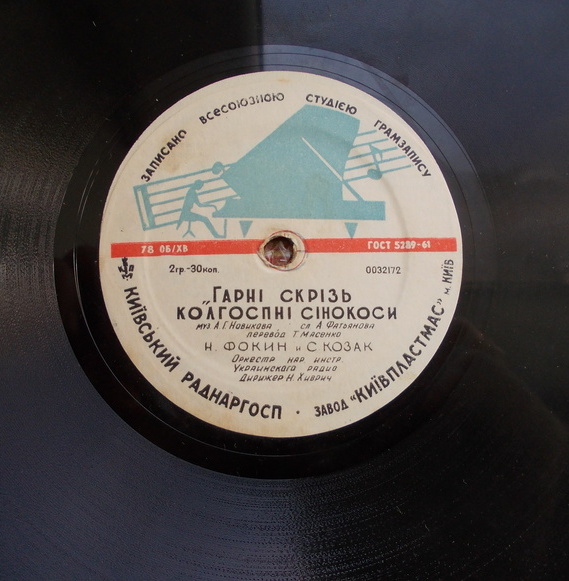 ЗАПИСАНО ВСЕСОЮЗНОЮ СТУДІЄЮ ГРАМЗАПИСУ
78 ОБ/ХВ ГОСТ 5289-61
2гр.-30коп. 0032172
„ГАРНІ СКРІЗЬ
КОЛГОСПНІ СІНОКОСИ
муз. А.Г. Новикова сл. А. Фатьянова
перевод Т. Масенко
Н. ФОКИН и С. КОЗАК
Оркестр нар. инстр.
Украинского радио
Дирижер Н. Хиврич
КИЇВСЬКИЙ РАДНАРГОСП · ЗАВОД "КИЇВПЛАСТМАС" м. КИЇВ